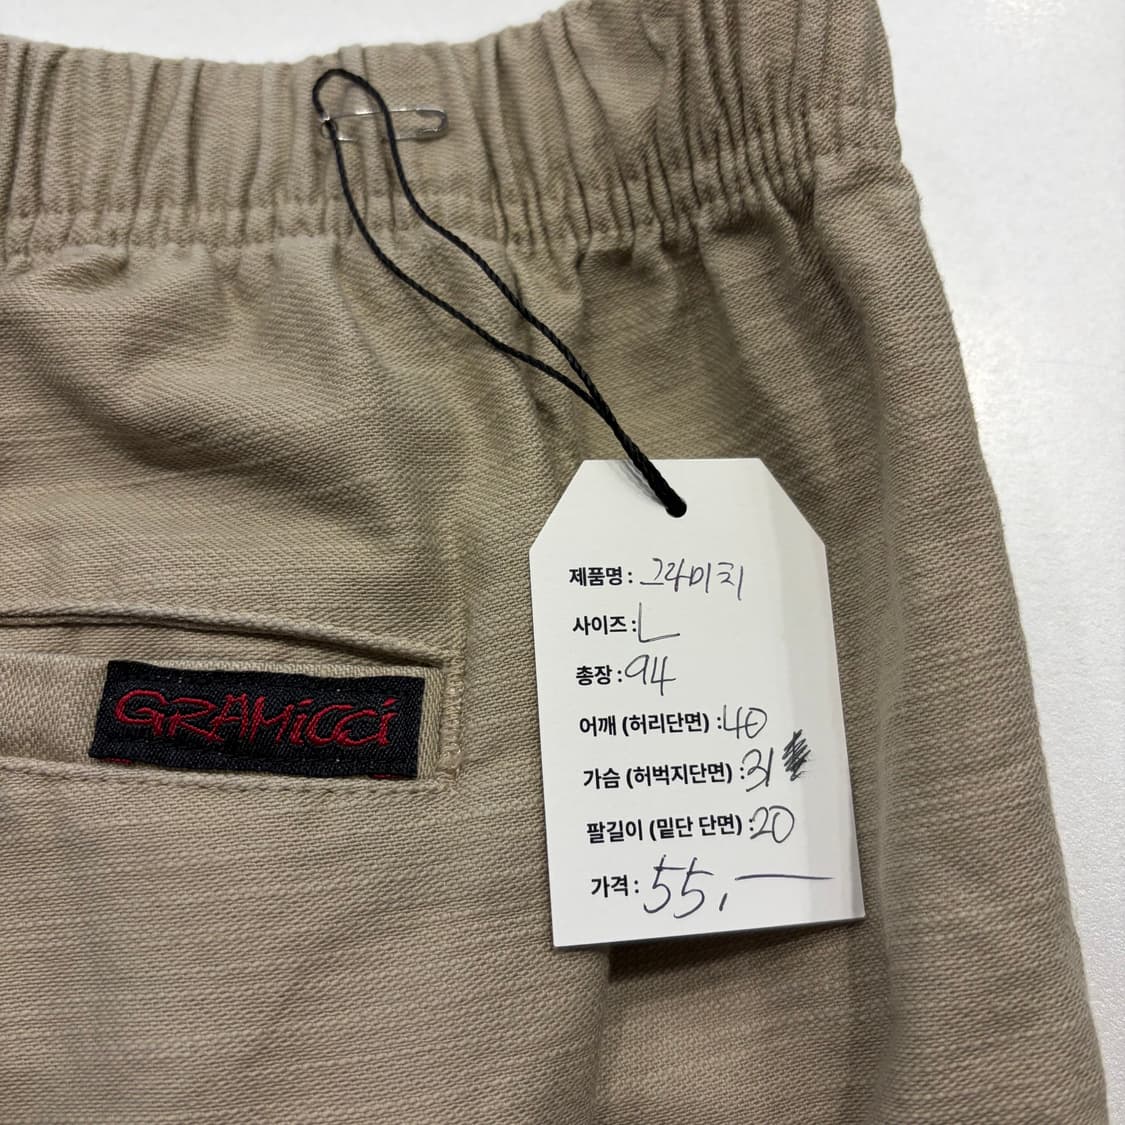 GRAMiCCi
제품명 : 그라미치
사이즈 : L
총장 : 94
어깨 (허리단면) : 40
가슴 (허벅지단면) : 31
팔길이 (밑단 단면) : 20
가격 : 55,—